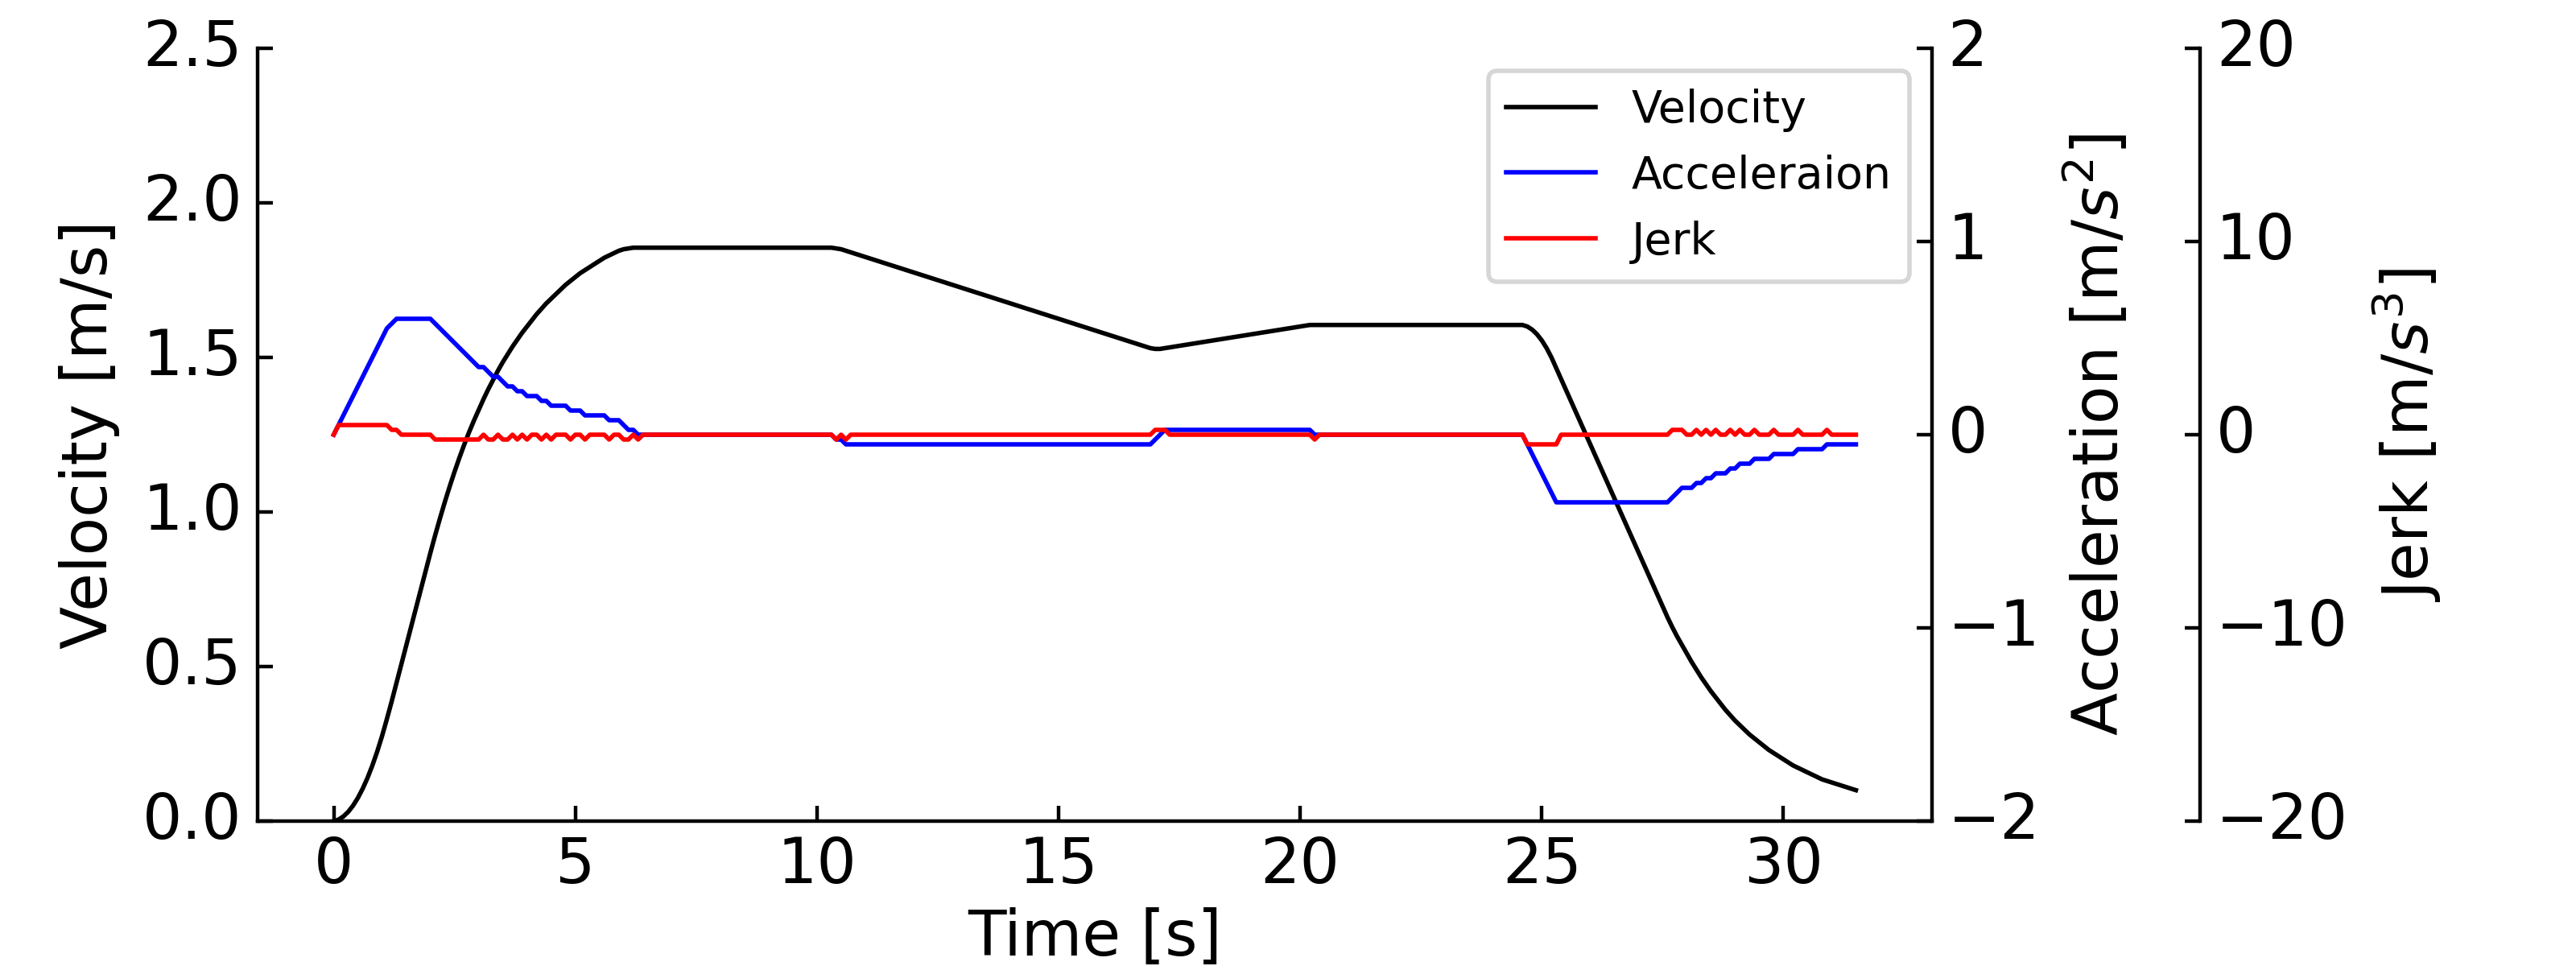 2.5
2.0
1.5
1.0
0.5
0.0
Velocity [m/s]
0 5 10 15 20 25 30
Time [s]
Velocity
Acceleraion
Jerk
2
1
0
−1
−2
Acceleration [m/s²]
20
10
0
−10
−20
Jerk [m/s³]